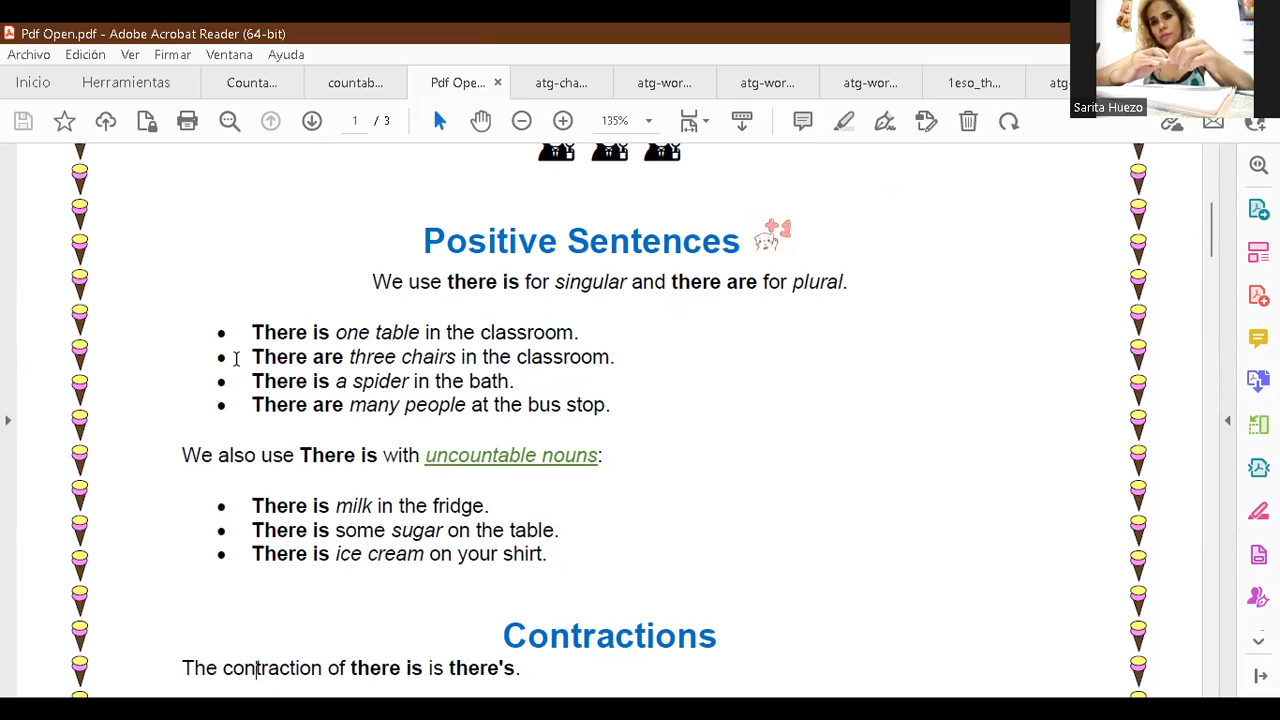 Pdf Open.pdf - Adobe Acrobat Reader (64-bit)
Archivo Edición Ver Firmar Ventana Ayuda
Inicio Herramientas Counta... countab... Pdf Ope... × atg-cha... atg-wor... atg-wor... atg-wor... 1eso_th... atg
Sarita Huezo
1 / 3 135%
Positive Sentences +1
We use there is for singular and there are for plural.
• There is one table in the classroom.
• There are three chairs in the classroom.
• There is a spider in the bath.
• There are many people at the bus stop.
We also use There is with uncountable nouns:
• There is milk in the fridge.
• There is some sugar on the table.
• There is ice cream on your shirt.
Contractions
The contraction of there is is there's.